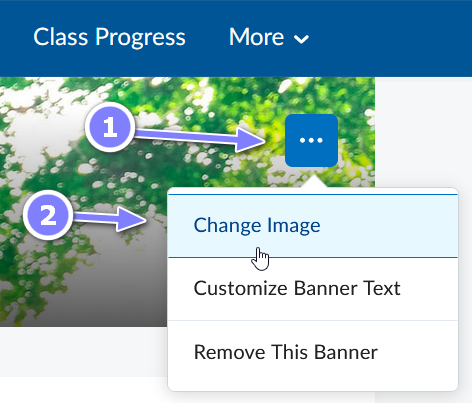 Class Progress More
1
2
Change Image
Customize Banner Text
Remove This Banner